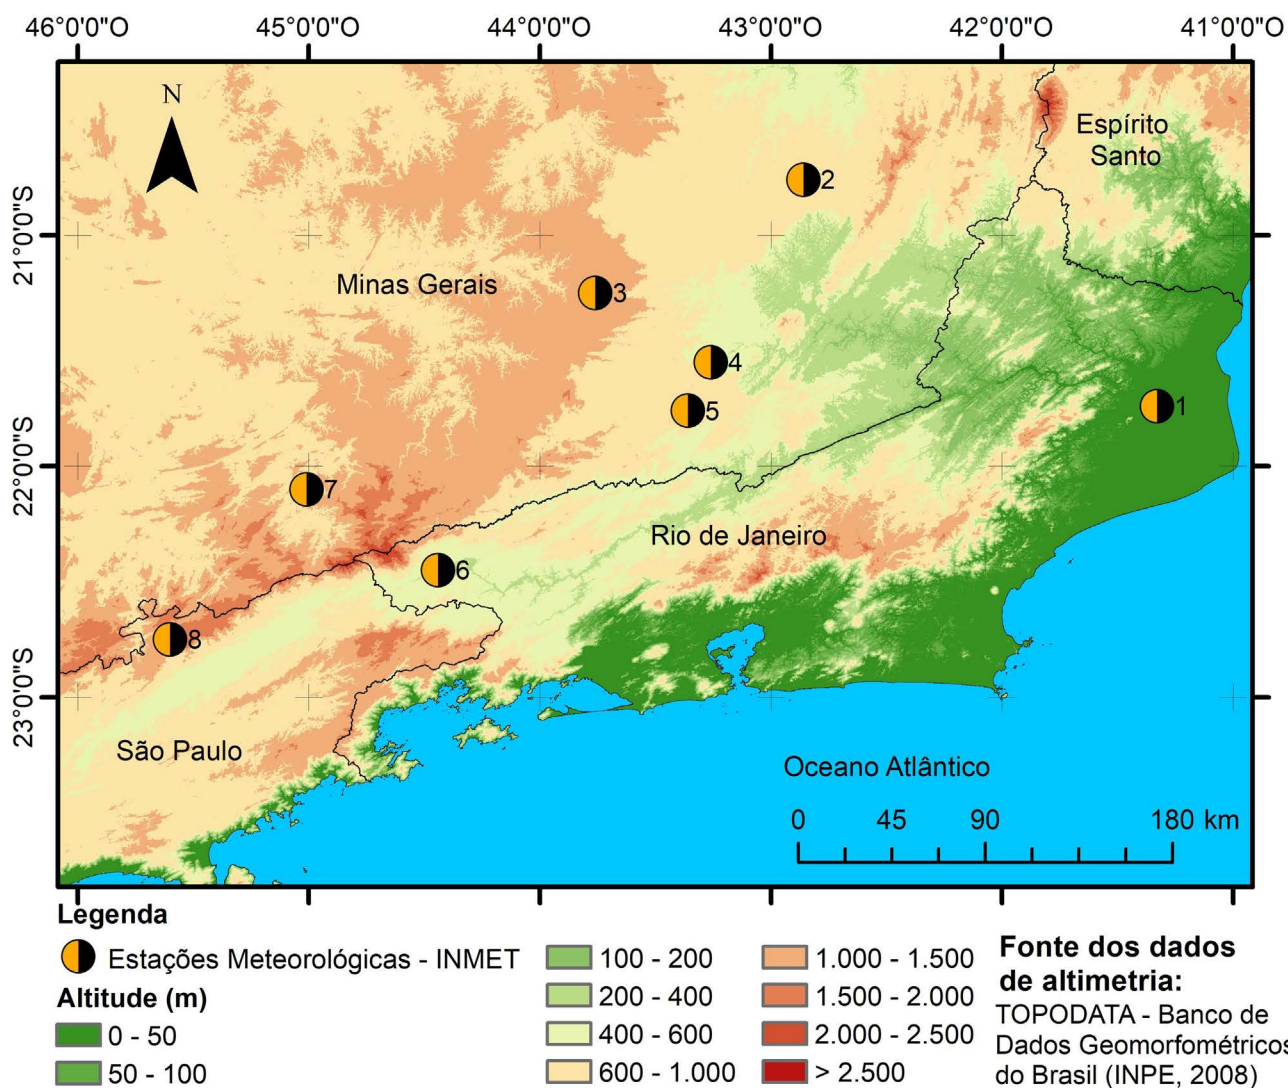 46°0'0"O 45°0'0"O 44°0'0"O 43°0'0"O 42°0'0"O 41°0'0"O
N
Espírito
Santo
2
21°0'0"S
Minas Gerais
3
4
5
1
22°0'0"S
7
Rio de Janeiro
6
8
23°0'0"S
São Paulo
Oceano Atlântico
0 45 90 180 km
Legenda
Estações Meteorológicas - INMET
Altitude (m)
0 - 50
50 - 100
100 - 200
200 - 400
400 - 600
600 - 1.000
1.000 - 1.500
1.500 - 2.000
2.000 - 2.500
> 2.500
Fonte dos dados
de altimetria:
TOPODATA - Banco de
Dados Geomorfométricos
do Brasil (INPE, 2008)